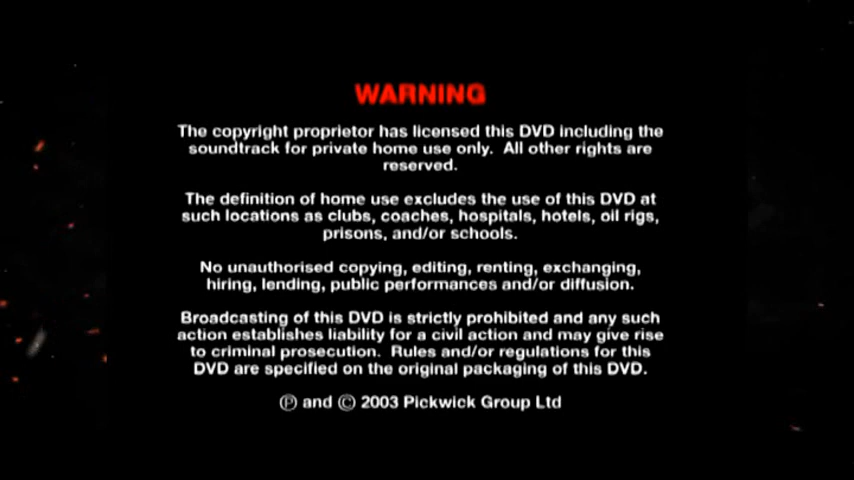 WARNING
The copyright proprietor has licensed this DVD including the
soundtrack for private home use only.  All other rights are
reserved.
The definition of home use excludes the use of this DVD at
such locations as clubs, coaches, hospitals, hotels, oil rigs,
prisons, and/or schools.
No unauthorised copying, editing, renting, exchanging,
hiring, lending, public performances and/or diffusion.
Broadcasting of this DVD is strictly prohibited and any such
action establishes liability for a civil action and may give rise
to criminal prosecution.  Rules and/or regulations for this
DVD are specified on the original packaging of this DVD.
℗ and © 2003 Pickwick Group Ltd